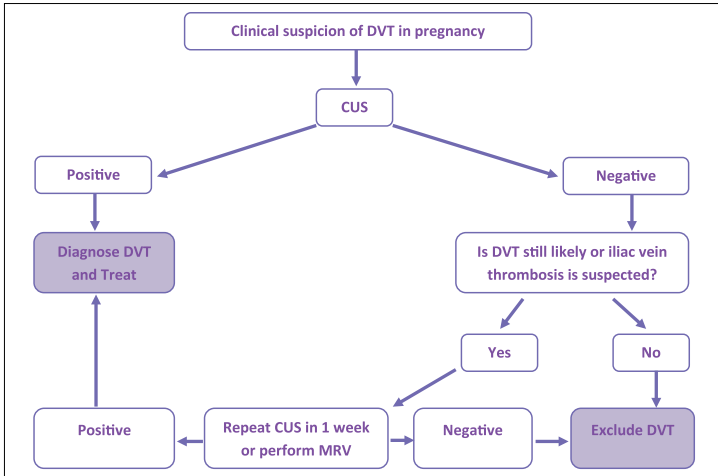 Clinical suspicion of DVT in pregnancy
CUS
Positive
Negative
Diagnose DVT
and Treat
Is DVT still likely or iliac vein
thrombosis is suspected?
Yes
No
Positive
Repeat CUS in 1 week
or perform MRV
Negative
Exclude DVT